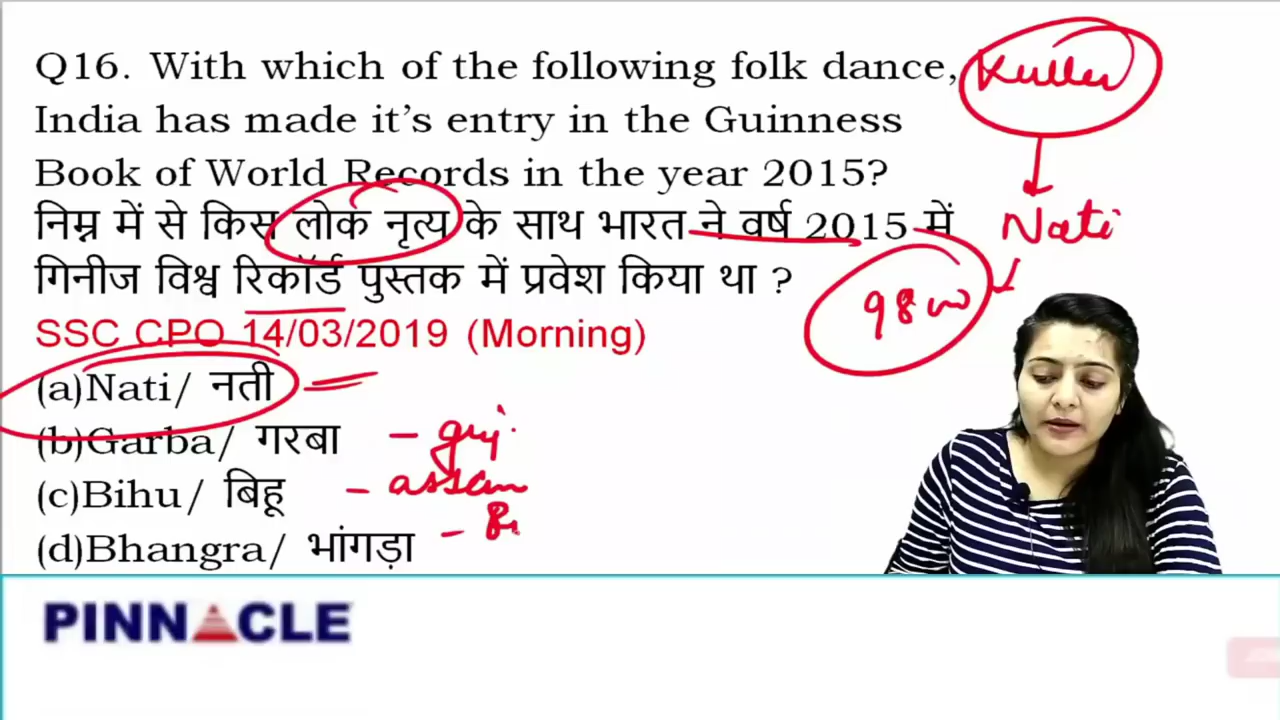 Q16. With which of the following folk dance,
India has made it's entry in the Guinness
Book of World Records in the year 2015?
निम्न में से किस लोक नृत्य के साथ भारत ने वर्ष 2015 में
गिनीज विश्व रिकॉर्ड पुस्तक में प्रवेश किया था ?
SSC CPO 14/03/2019 (Morning)
(a)Nati/ नती
(b)Garba/ गरबा - guj.
(c)Bihu/ बिहू - assam
(d)Bhangra/ भांगड़ा -
Nati
PINNACLE